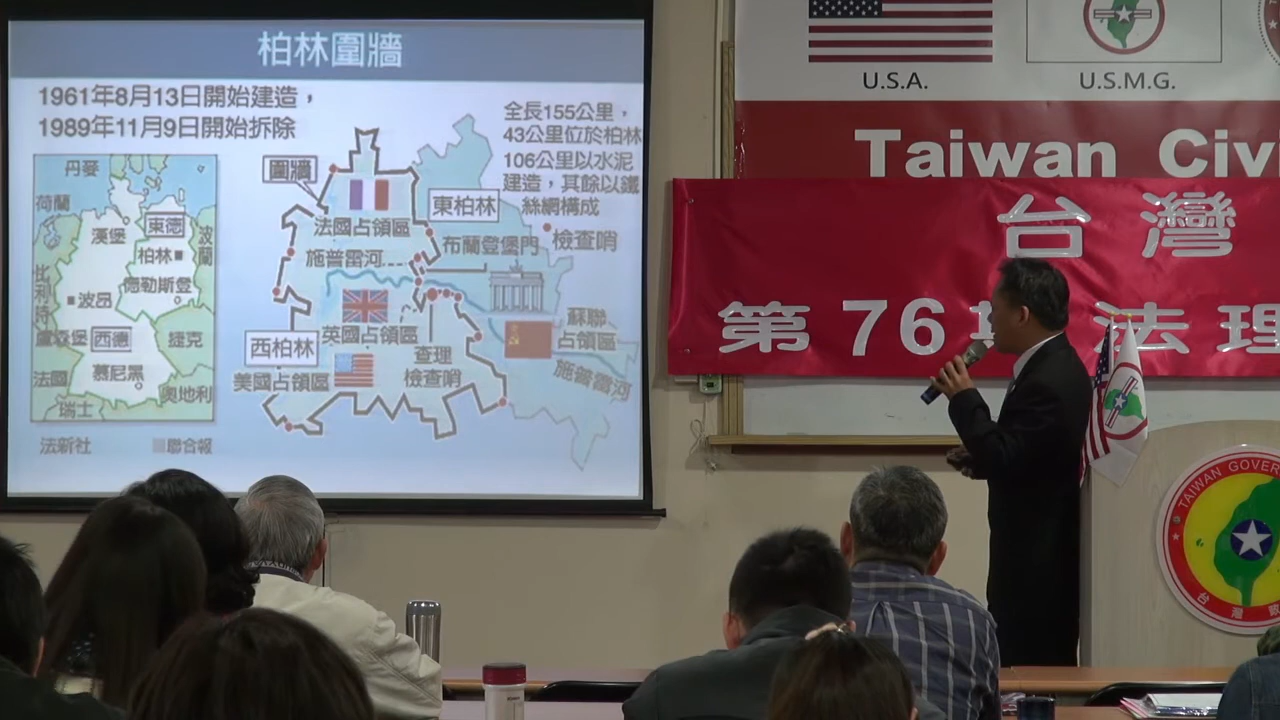 柏林圍牆
1961年8月13日開始建造，
1989年11月9日開始拆除
全長155公里，
43公里位於柏林
106公里以水泥
建造，其餘以鐵
絲網構成
檢查哨
丹麥
荷蘭
漢堡
東德
柏林
波蘭
德勒斯登
比利時
波昂
盧森堡
西德
捷克
法國
慕尼黑
奧地利
瑞士
法新社
聯合報
圍牆
法國占領區
東柏林
施普雷河
布蘭登堡門
英國占領區
西柏林
美國占領區
查理
檢查哨
蘇聯
占領區
施普雷河
U.S.A.
U.S.M.G.
Taiwan Civi
台灣
第76
法理
TAIWAN GOVER
台灣政